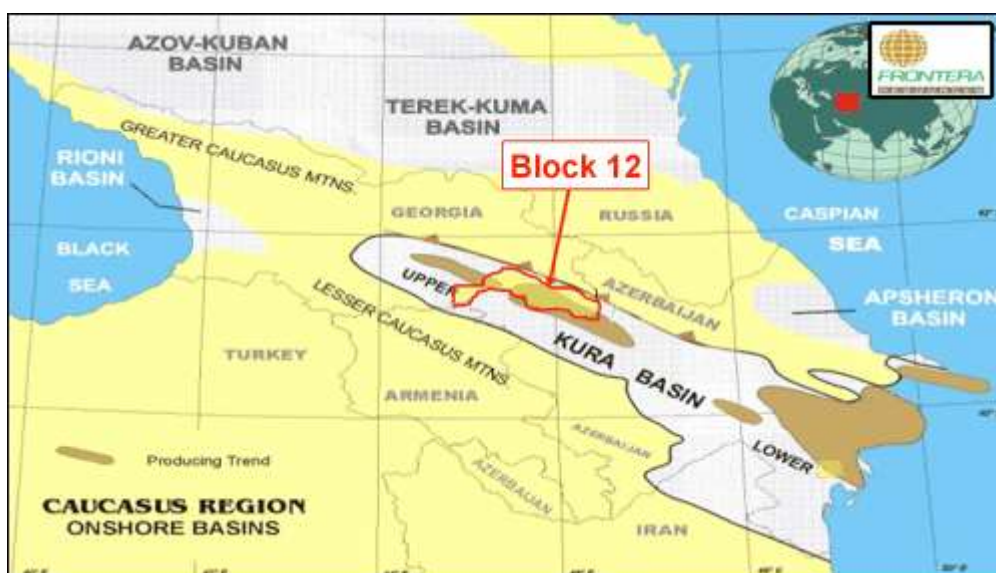 AZOV-KUBAN
BASIN
TEREK-KUMA
BASIN
FRONTERA
GREATER CAUCASUS MTNS.
RIONI
BASIN
Block 12
GEORGIA
RUSSIA
CASPIAN
SEA
BLACK
SEA
UPPER
AZERBAIJAN
APSHERON
BASIN
LESSER CAUCASUS MTNS.
KURA
BASIN
TURKEY
ARMENIA
AZERBAIJAN
AZERBAIJAN
LOWER
Producing Trend
CAUCASUS REGION
ONSHORE BASINS
IRAN